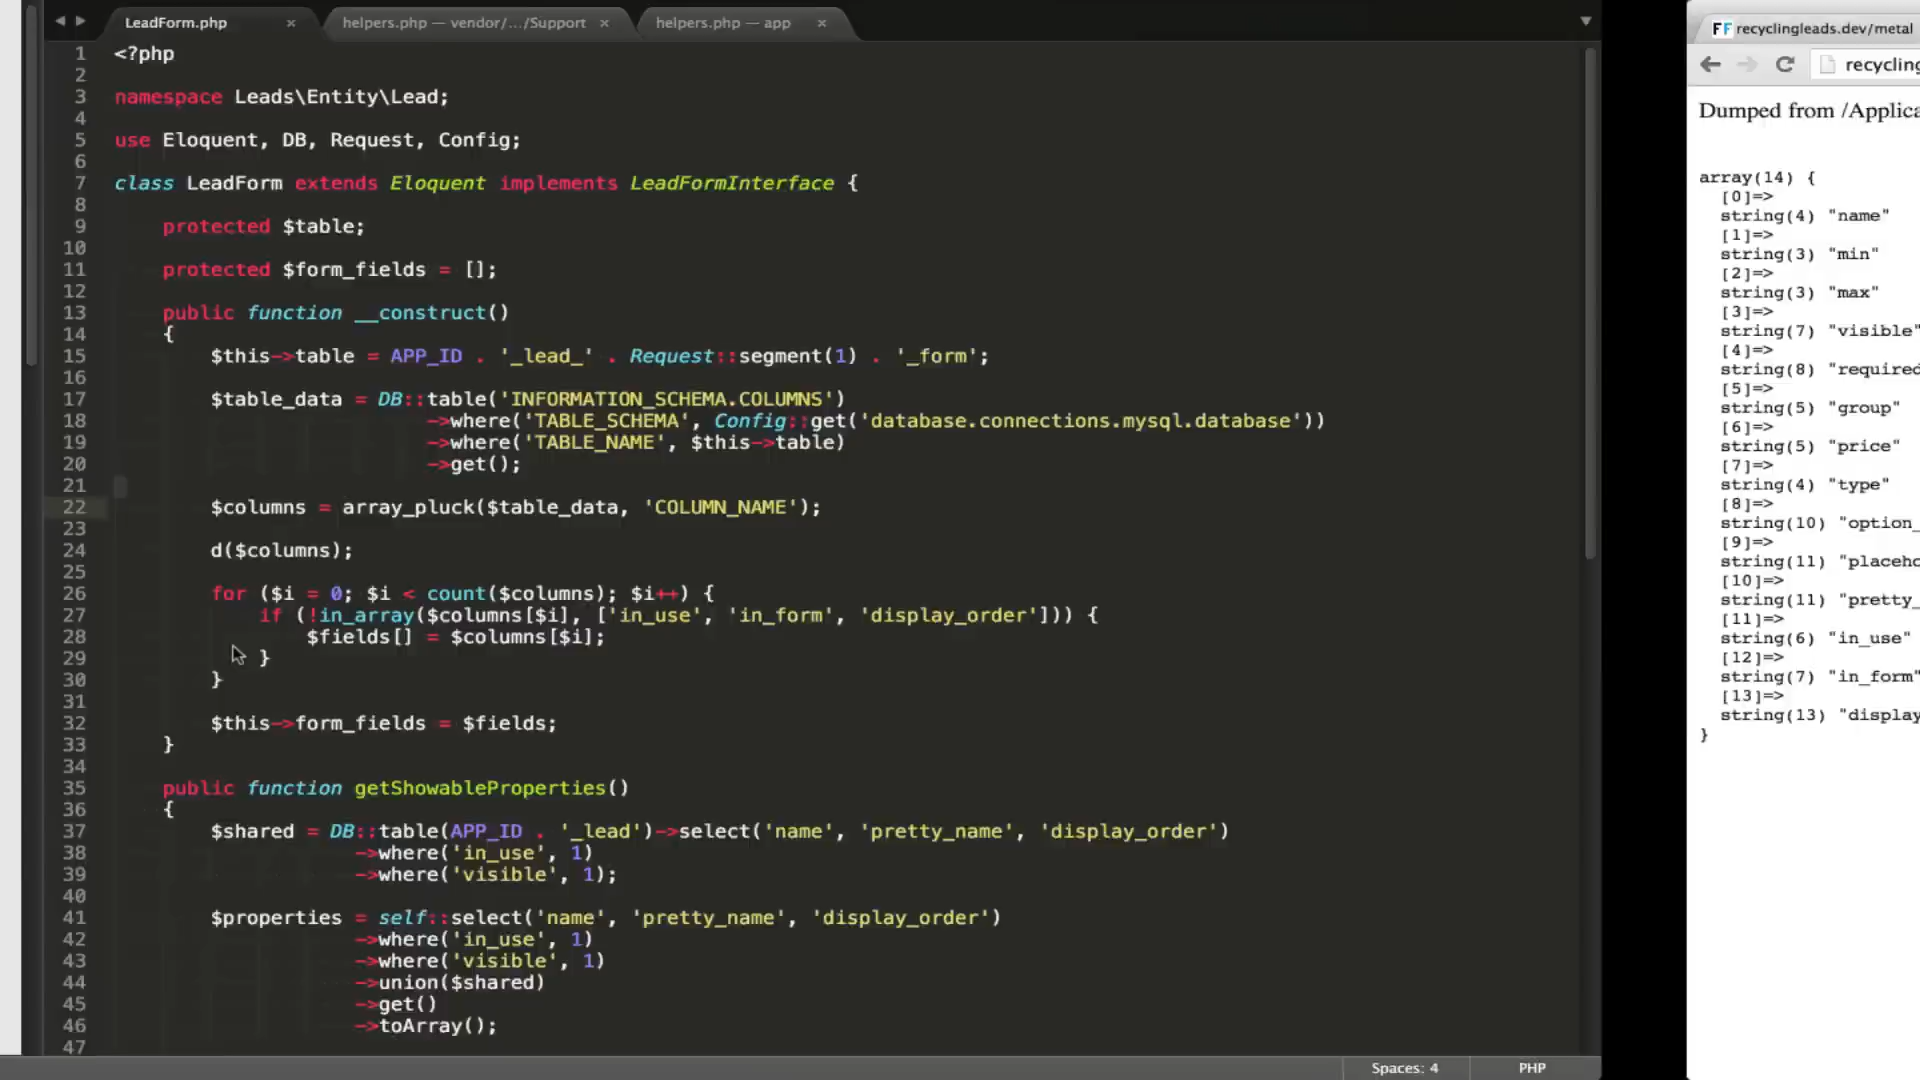 LeadForm.php × helpers.php — vendor/.../Support × helpers.php — app ×
1 <?php
2
3 namespace Leads\Entity\Lead;
4
5 use Eloquent, DB, Request, Config;
6
7 class LeadForm extends Eloquent implements LeadFormInterface {
8
9 protected $table;
10
11 protected $form_fields = [];
12
13 public function __construct()
14 {
15 $this->table = APP_ID . '_lead_' . Request::segment(1) . '_form';
16
17 $table_data = DB::table('INFORMATION_SCHEMA.COLUMNS')
18 ->where('TABLE_SCHEMA', Config::get('database.connections.mysql.database'))
19 ->where('TABLE_NAME', $this->table)
20 ->get();
21
22 $columns = array_pluck($table_data, 'COLUMN_NAME');
23
24 d($columns);
25
26 for ($i = 0; $i < count($columns); $i++) {
27 if (!in_array($columns[$i], ['in_use', 'in_form', 'display_order'])) {
28 $fields[] = $columns[$i];
29 }
30 }
31
32 $this->form_fields = $fields;
33 }
34
35 public function getShowableProperties()
36 {
37 $shared = DB::table(APP_ID . '_lead')->select('name', 'pretty_name', 'display_order')
38 ->where('in_use', 1)
39 ->where('visible', 1);
40
41 $properties = self::select('name', 'pretty_name', 'display_order')
42 ->where('in_use', 1)
43 ->where('visible', 1)
44 ->union($shared)
45 ->get()
46 ->toArray();
47
Spaces: 4 PHP
FF recyclingleads.dev/metal
recycling
Dumped from /Applica
array(14) {
[0]=>
string(4) "name"
[1]=>
string(3) "min"
[2]=>
string(3) "max"
[3]=>
string(7) "visible"
[4]=>
string(8) "required
[5]=>
string(5) "group"
[6]=>
string(5) "price"
[7]=>
string(4) "type"
[8]=>
string(10) "option_
[9]=>
string(11) "placeho
[10]=>
string(11) "pretty_
[11]=>
string(6) "in_use"
[12]=>
string(7) "in_form"
[13]=>
string(13) "display
}